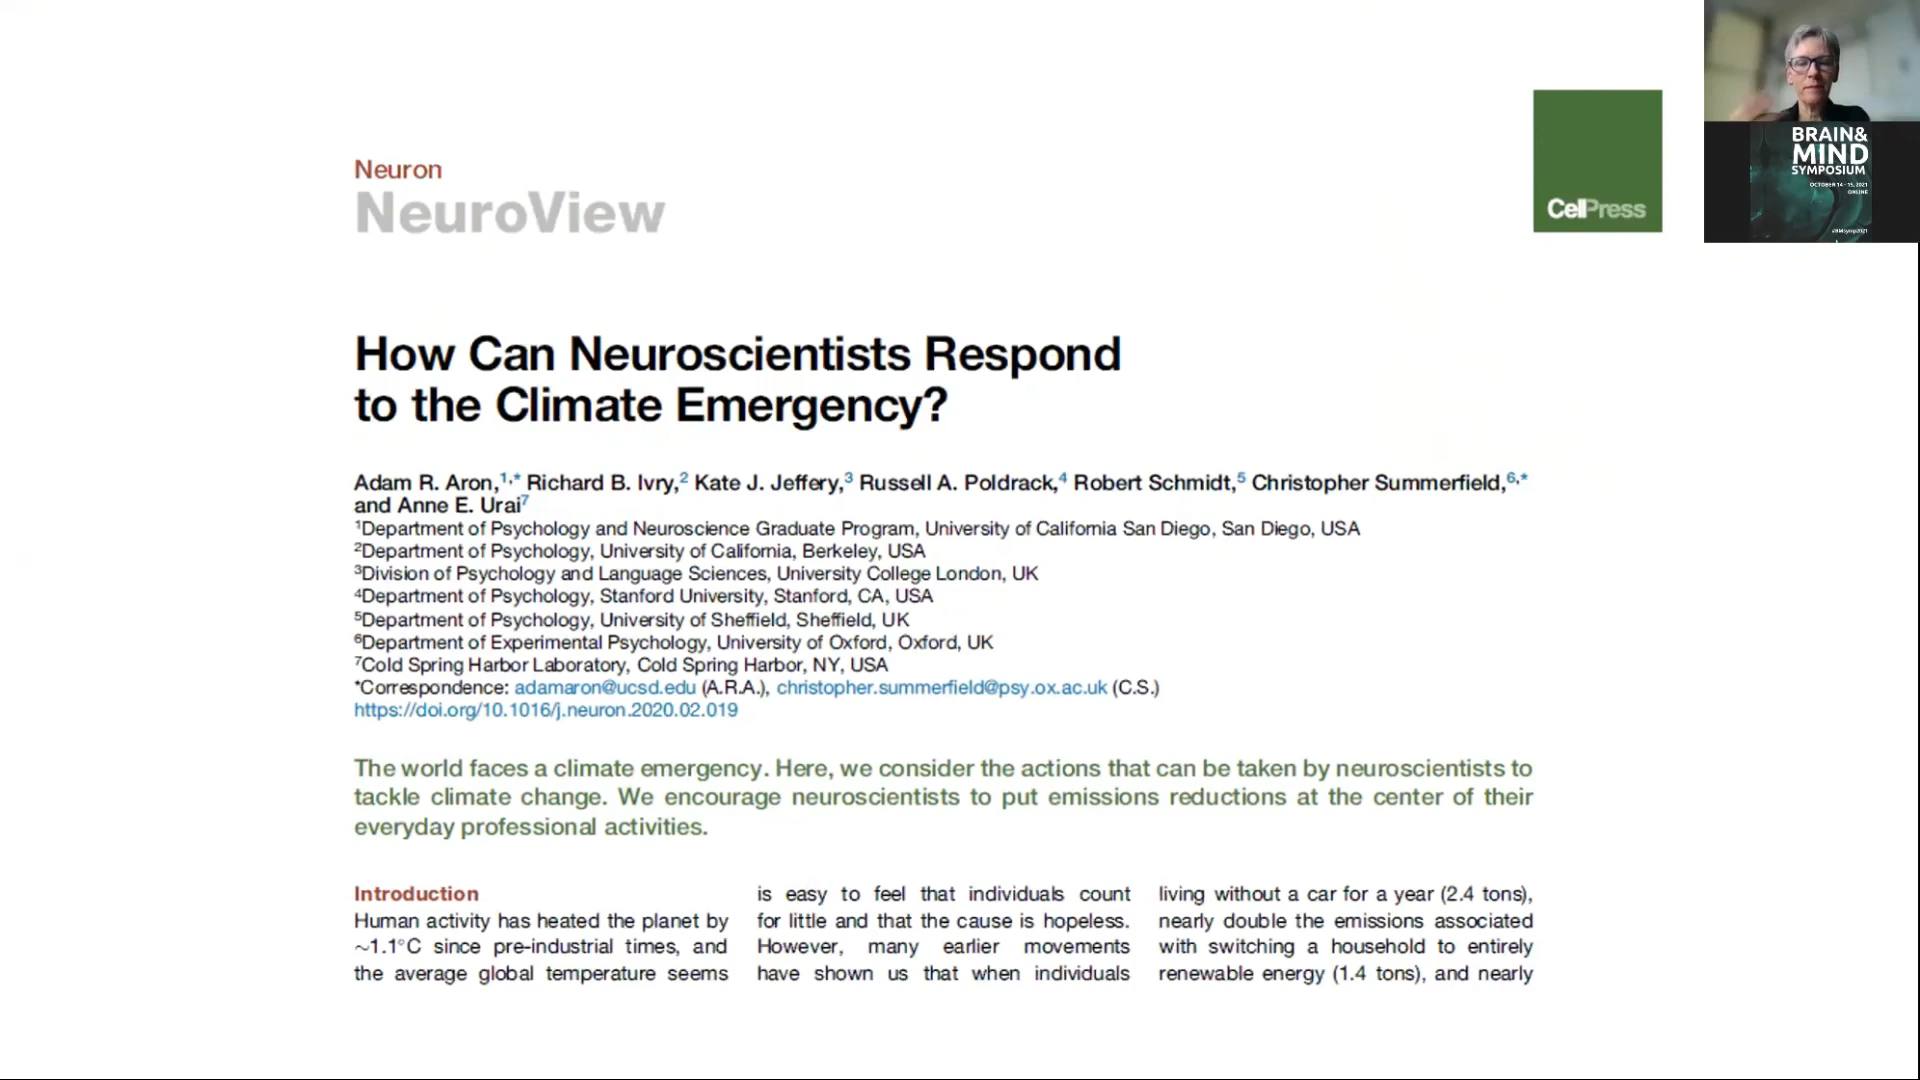 Neuron
NeuroView
CellPress
BRAIN&
MIND
SYMPOSIUM
OCTOBER 14-15, 2021
ONLINE
#BMsymp2021
How Can Neuroscientists Respond
to the Climate Emergency?
Adam R. Aron,1,* Richard B. Ivry,2 Kate J. Jeffery,3 Russell A. Poldrack,4 Robert Schmidt,5 Christopher Summerfield,6,*
and Anne E. Urai7
1Department of Psychology and Neuroscience Graduate Program, University of California San Diego, San Diego, USA
2Department of Psychology, University of California, Berkeley, USA
3Division of Psychology and Language Sciences, University College London, UK
4Department of Psychology, Stanford University, Stanford, CA, USA
5Department of Psychology, University of Sheffield, Sheffield, UK
6Department of Experimental Psychology, University of Oxford, Oxford, UK
7Cold Spring Harbor Laboratory, Cold Spring Harbor, NY, USA
*Correspondence: adamaron@ucsd.edu (A.R.A.), christopher.summerfield@psy.ox.ac.uk (C.S.)
https://doi.org/10.1016/j.neuron.2020.02.019
The world faces a climate emergency. Here, we consider the actions that can be taken by neuroscientists to
tackle climate change. We encourage neuroscientists to put emissions reductions at the center of their
everyday professional activities.
Introduction
Human activity has heated the planet by
~1.1°C since pre-industrial times, and
the average global temperature seems
is easy to feel that individuals count
for little and that the cause is hopeless.
However, many earlier movements
have shown us that when individuals
living without a car for a year (2.4 tons),
nearly double the emissions associated
with switching a household to entirely
renewable energy (1.4 tons), and nearly